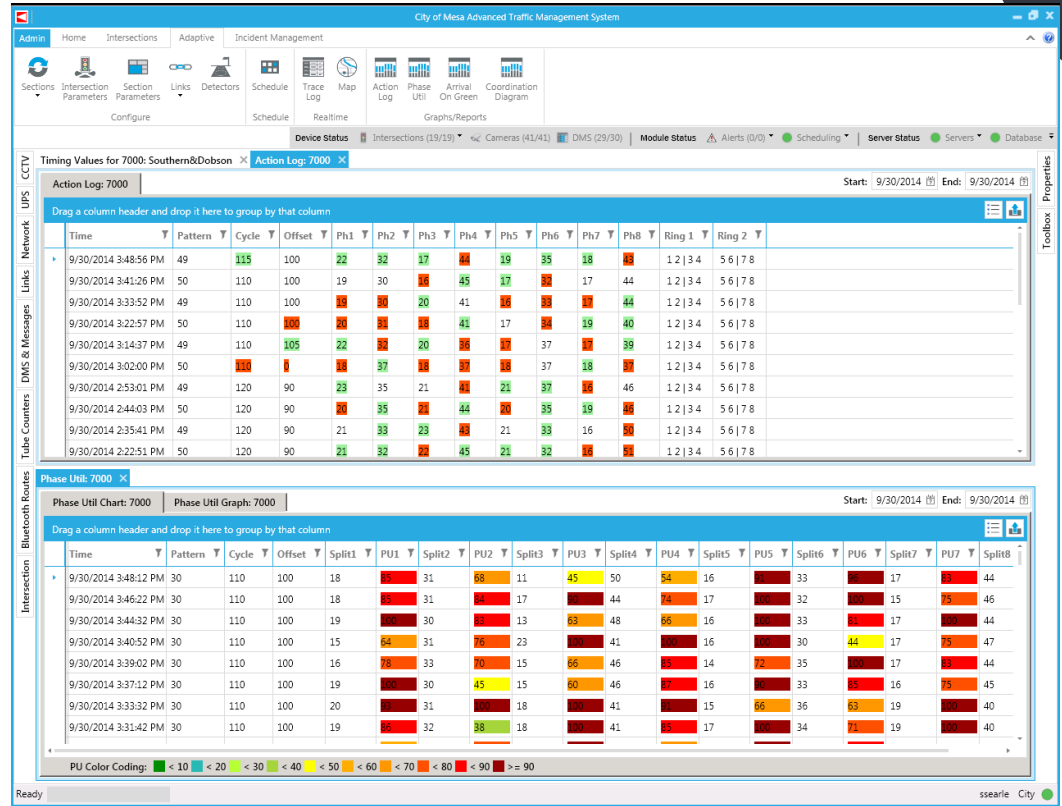 City of Mesa Advanced Traffic Management System
Admin Home Intersections Adaptive Incident Management
Sections Intersection Parameters Section Parameters Links Detectors Schedule Trace Log Map Action Log Phase Util Arrival On Green Coordination Diagram
Configure Schedule Realtime Graphs/Reports
Device Status Intersections (19/19) Cameras (41/41) DMS (29/30) Module Status Alerts (0/0) Scheduling Server Status Servers Database
CCTV
UPS
Network
Links
DMS & Messages
Tube Counters
Bluetooth Routes
Intersection
Properties
Toolbox
Timing Values for 7000: Southern&Dobson Action Log: 7000
Action Log: 7000 Start: 9/30/2014 End: 9/30/2014
Drag a column header and drop it here to group by that column
Time Pattern Cycle Offset Ph1 Ph2 Ph3 Ph4 Ph5 Ph6 Ph7 Ph8 Ring 1 Ring 2
9/30/2014 3:48:56 PM 49 115 100 22 32 17 44 19 35 18 43 1 2 | 3 4 5 6 | 7 8
9/30/2014 3:41:26 PM 50 110 100 19 30 16 45 17 32 17 44 1 2 | 3 4 5 6 | 7 8
9/30/2014 3:33:52 PM 49 110 100 19 30 20 41 16 33 17 44 1 2 | 3 4 5 6 | 7 8
9/30/2014 3:22:57 PM 50 110 100 20 31 18 41 17 34 19 40 1 2 | 3 4 5 6 | 7 8
9/30/2014 3:14:37 PM 49 110 105 22 32 20 36 17 37 17 39 1 2 | 3 4 5 6 | 7 8
9/30/2014 3:02:00 PM 50 110 0 18 37 18 37 18 37 18 37 1 2 | 3 4 5 6 | 7 8
9/30/2014 2:53:01 PM 49 120 90 23 35 21 41 21 37 16 46 1 2 | 3 4 5 6 | 7 8
9/30/2014 2:44:03 PM 50 120 90 20 35 21 44 20 35 19 46 1 2 | 3 4 5 6 | 7 8
9/30/2014 2:35:41 PM 49 120 90 21 33 23 43 21 33 16 50 1 2 | 3 4 5 6 | 7 8
9/30/2014 2:22:51 PM 50 120 90 21 32 22 45 21 32 16 51 1 2 | 3 4 5 6 | 7 8
Phase Util: 7000
Phase Util Chart: 7000 Phase Util Graph: 7000 Start: 9/30/2014 End: 9/30/2014
Drag a column header and drop it here to group by that column
Time Pattern Cycle Offset Split1 PU1 Split2 PU2 Split3 PU3 Split4 PU4 Split5 PU5 Split6 PU6 Split7 PU7 Split8
9/30/2014 3:48:12 PM 30 110 100 18 85 31 68 11 45 50 54 16 91 33 96 17 83 44
9/30/2014 3:46:22 PM 30 110 100 18 85 31 84 17 90 44 74 17 100 32 100 15 75 46
9/30/2014 3:44:32 PM 30 110 100 19 100 30 83 13 63 48 66 16 100 33 81 17 100 44
9/30/2014 3:40:52 PM 30 110 100 15 64 31 76 23 100 41 100 16 100 30 44 17 75 47
9/30/2014 3:39:02 PM 30 110 100 16 78 33 70 15 66 46 85 14 72 35 100 17 83 44
9/30/2014 3:37:12 PM 30 110 100 19 100 30 45 15 60 46 87 16 90 33 85 16 75 45
9/30/2014 3:33:32 PM 30 110 100 20 93 31 100 18 100 41 91 15 66 36 63 19 100 40
9/30/2014 3:31:42 PM 30 110 100 19 86 32 38 18 100 41 85 17 100 34 71 19 100 40
PU Color Coding: < 10 < 20 < 30 < 40 < 50 < 60 < 70 < 80 < 90 >= 90
Ready ssearle City